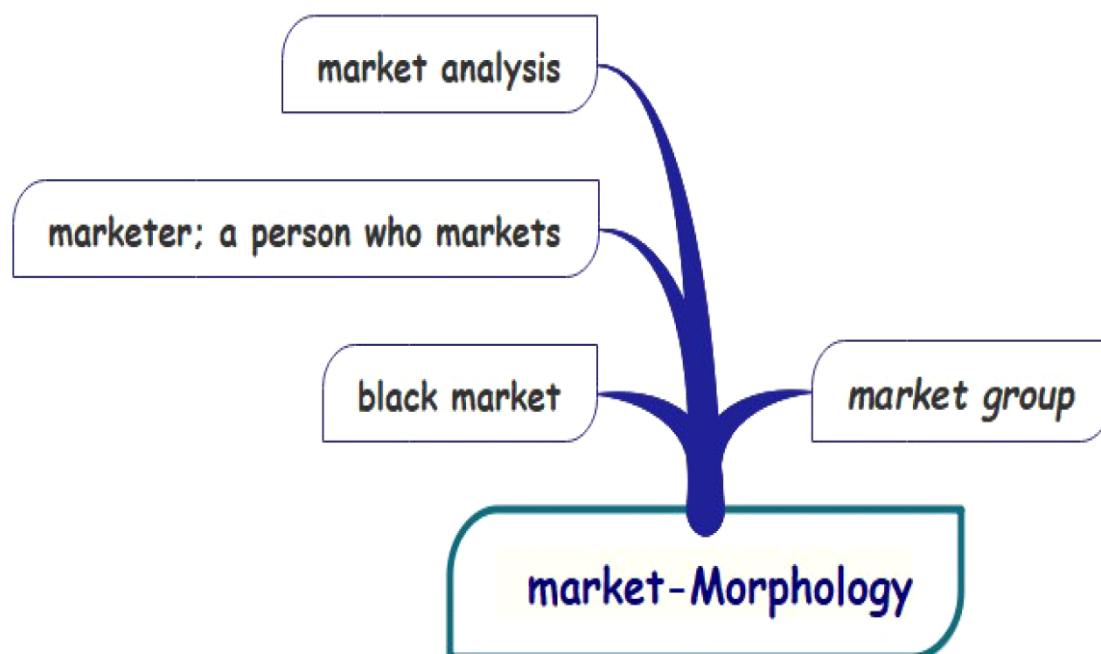 market analysis
marketer; a person who markets
black market
market group
market-Morphology